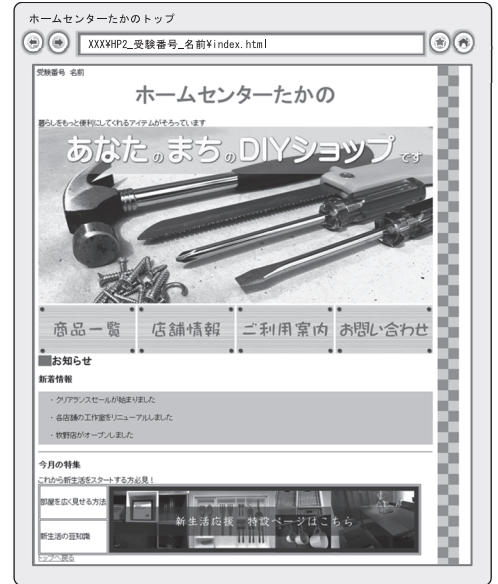 ホームセンターたかのトップ
XXX¥HP2_受験番号_名前¥index.html
受験番号 名前
ホームセンターたかの
暮らしをもっと便利にしてくれるアイテムがそろっています
あなたのまちのDIYショップです
商品一覧 店舗情報 ご利用案内 お問い合わせ
お知らせ
新着情報
・クリアランスセールが始まりました
・各店舗の工作室をリニューアルしました
・牧野店がオープンしました
今月の特集
これから新生活をスタートする方必見!
部屋を広く見せる方法
新生活応援 特設ページはこちら
新生活の豆知識
トップへ戻る